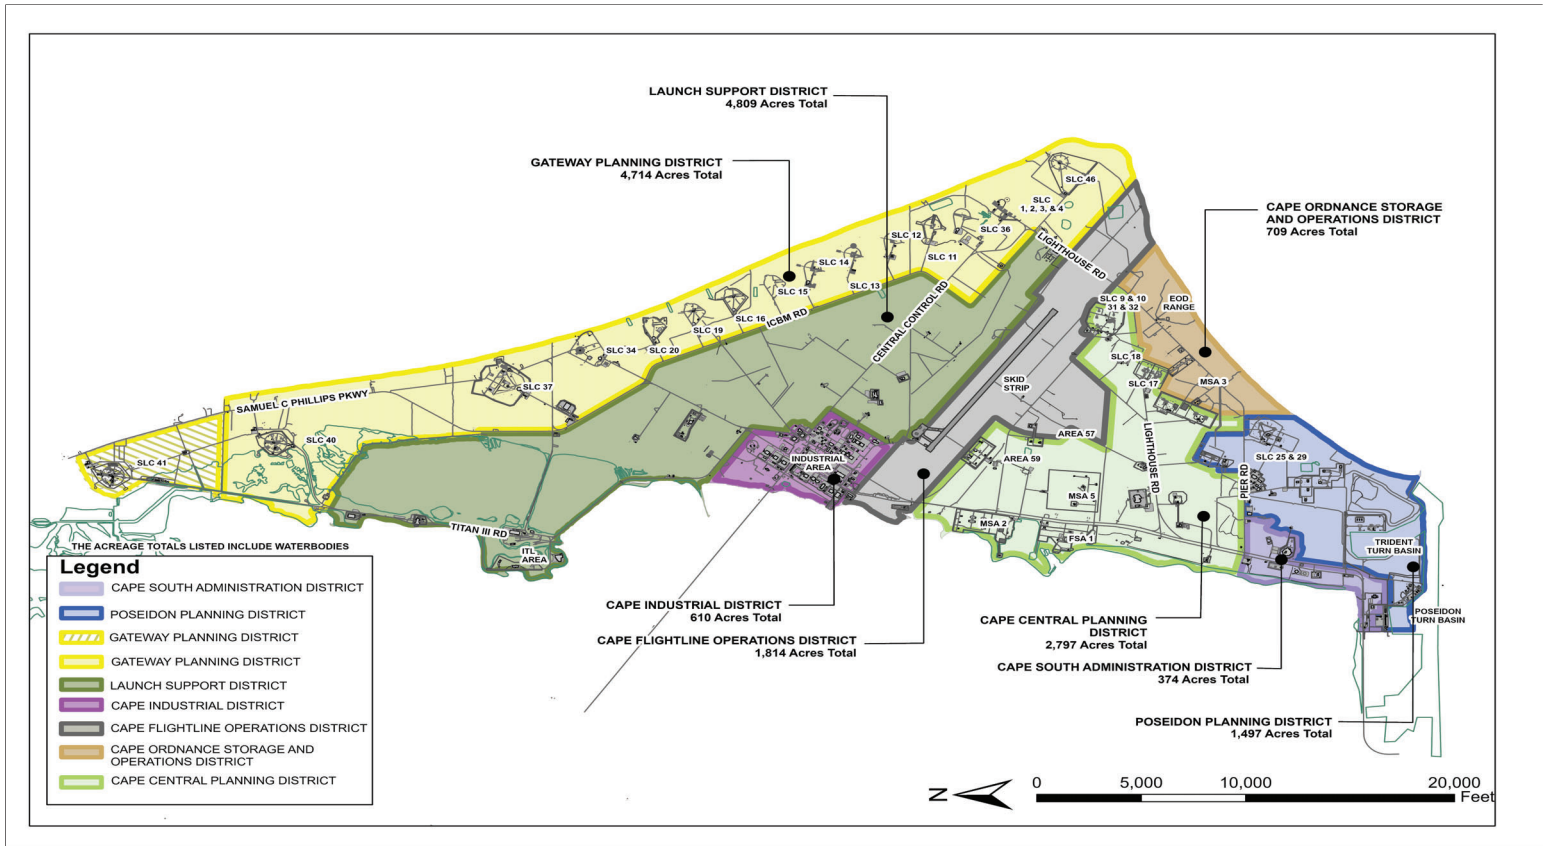 LAUNCH SUPPORT DISTRICT
4,809 Acres Total
GATEWAY PLANNING DISTRICT
4,714 Acres Total
CAPE ORDNANCE STORAGE
AND OPERATIONS DISTRICT
709 Acres Total
SLC 46
SLC
1, 2, 3, & 4
SLC 36
SLC 12
SLC 11
SLC 14
SLC 13
SLC 15
SLC 16
SLC 19
SLC 20
SLC 34
SLC 37
SLC 40
SLC 41
LIGHTHOUSE RD
ICBM RD
CENTRAL CONTROL RD
SAMUEL C PHILLIPS PKWY
SLC 9 & 10
31 & 32
EOD
RANGE
SLC 18
SLC 17
MSA 3
SKID
STRIP
AREA 57
AREA 59
LIGHTHOUSE RD
PIER RD
SLC 25 & 29
INDUSTRIAL
AREA
MSA 5
MSA 2
FSA 1
TITAN III RD
ITL
AREA
TRIDENT
TURN BASIN
POSEIDON
TURN BASIN
CAPE INDUSTRIAL DISTRICT
610 Acres Total
CAPE FLIGHTLINE OPERATIONS DISTRICT
1,814 Acres Total
CAPE CENTRAL PLANNING
DISTRICT
2,797 Acres Total
CAPE SOUTH ADMINISTRATION DISTRICT
374 Acres Total
POSEIDON PLANNING DISTRICT
1,497 Acres Total
THE ACREAGE TOTALS LISTED INCLUDE WATERBODIES
Legend
CAPE SOUTH ADMINISTRATION DISTRICT
POSEIDON PLANNING DISTRICT
GATEWAY PLANNING DISTRICT
GATEWAY PLANNING DISTRICT
LAUNCH SUPPORT DISTRICT
CAPE INDUSTRIAL DISTRICT
CAPE FLIGHTLINE OPERATIONS DISTRICT
CAPE ORDNANCE STORAGE AND
OPERATIONS DISTRICT
CAPE CENTRAL PLANNING DISTRICT
N
0 5,000 10,000 20,000
Feet